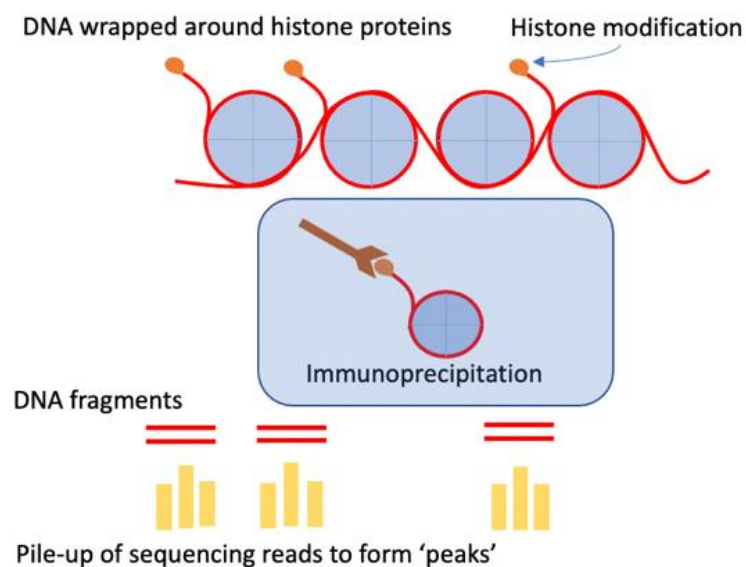 DNA wrapped around histone proteins
Histone modification
Immunoprecipitation
DNA fragments
Pile-up of sequencing reads to form ‘peaks’